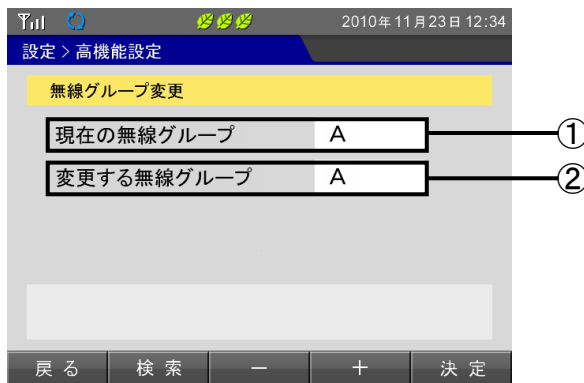 2010年11月23日 12:34
設定 > 高機能設定
無線グループ変更
現在の無線グループ A ①
変更する無線グループ A ②
戻る 検索 － ＋ 決定